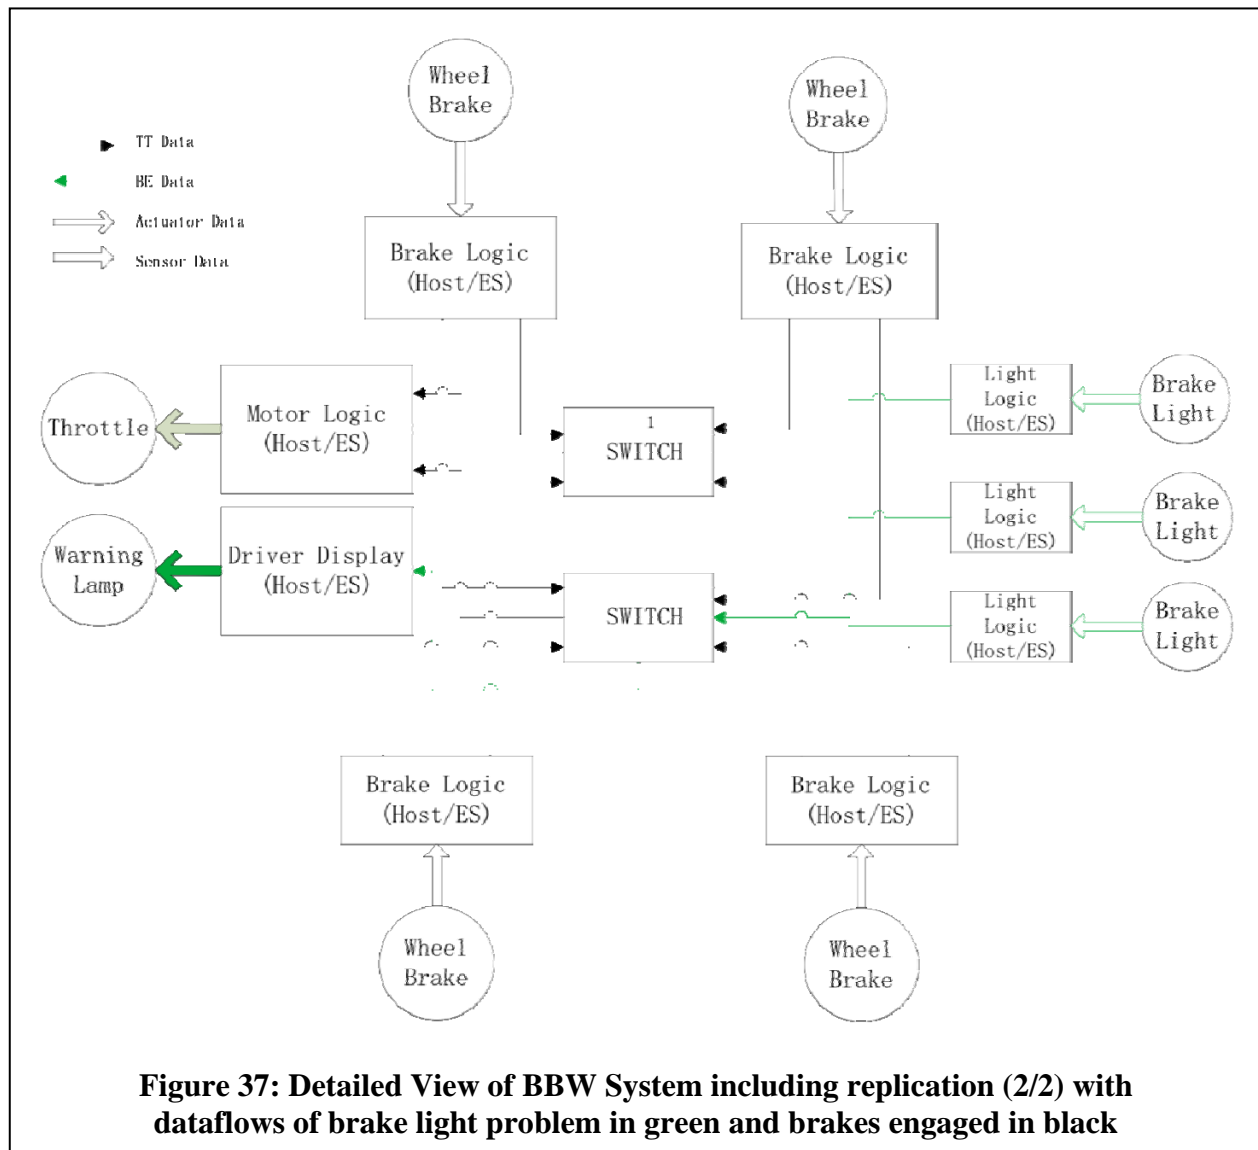 Wheel
Brake
Wheel
Brake
TT Data
BE Data
Actuator Data
Sensor Data
Brake Logic
(Host/ES)
Brake Logic
(Host/ES)
Throttle
Motor Logic
(Host/ES)
1
SWITCH
Light
Logic
(Host/ES)
Brake
Light
Light
Logic
(Host/ES)
Brake
Light
Warning
Lamp
Driver Display
(Host/ES)
SWITCH
Light
Logic
(Host/ES)
Brake
Light
Brake Logic
(Host/ES)
Brake Logic
(Host/ES)
Wheel
Brake
Wheel
Brake
Figure 37: Detailed View of BBW System including replication (2/2) with
dataflows of brake light problem in green and brakes engaged in black